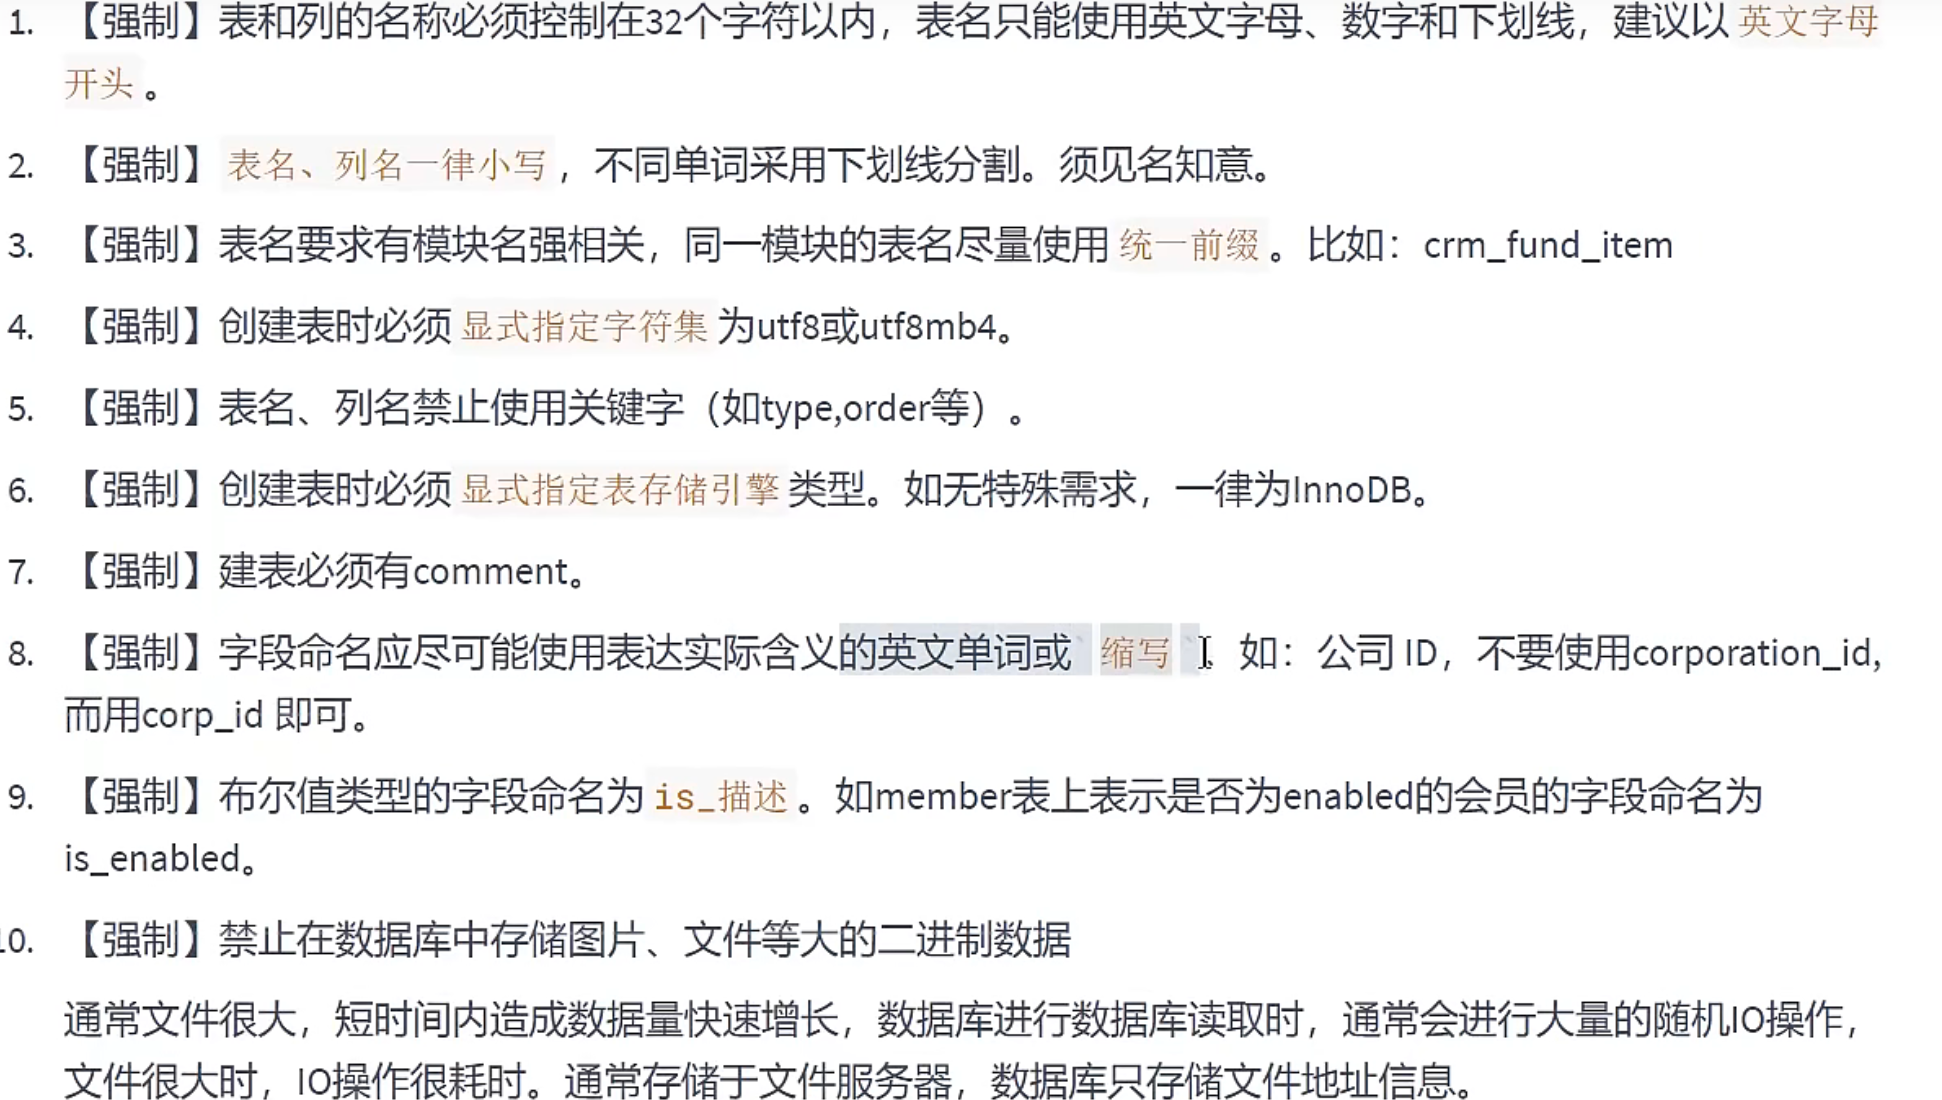 1. 【强制】表和列的名称必须控制在32个字符以内，表名只能使用英文字母、数字和下划线，建议以 英文字母
开头 。
2. 【强制】 表名、列名一律小写 ，不同单词采用下划线分割。须见名知意。
3. 【强制】表名要求有模块名强相关，同一模块的表名尽量使用 统一前缀 。比如：crm_fund_item
4. 【强制】创建表时必须 显式指定字符集 为utf8或utf8mb4。
5. 【强制】表名、列名禁止使用关键字（如type,order等）。
6. 【强制】创建表时必须 显式指定表存储引擎 类型。如无特殊需求，一律为InnoDB。
7. 【强制】建表必须有comment。
8. 【强制】字段命名应尽可能使用表达实际含义的英文单词或` 缩写 `。如：公司 ID，不要使用corporation_id,
而用corp_id 即可。
9. 【强制】布尔值类型的字段命名为 is_描述 。如member表上表示是否为enabled的会员的字段命名为
is_enabled。
10. 【强制】禁止在数据库中存储图片、文件等大的二进制数据
通常文件很大，短时间内造成数据量快速增长，数据库进行数据库读取时，通常会进行大量的随机IO操作，
文件很大时，IO操作很耗时。通常存储于文件服务器，数据库只存储文件地址信息。